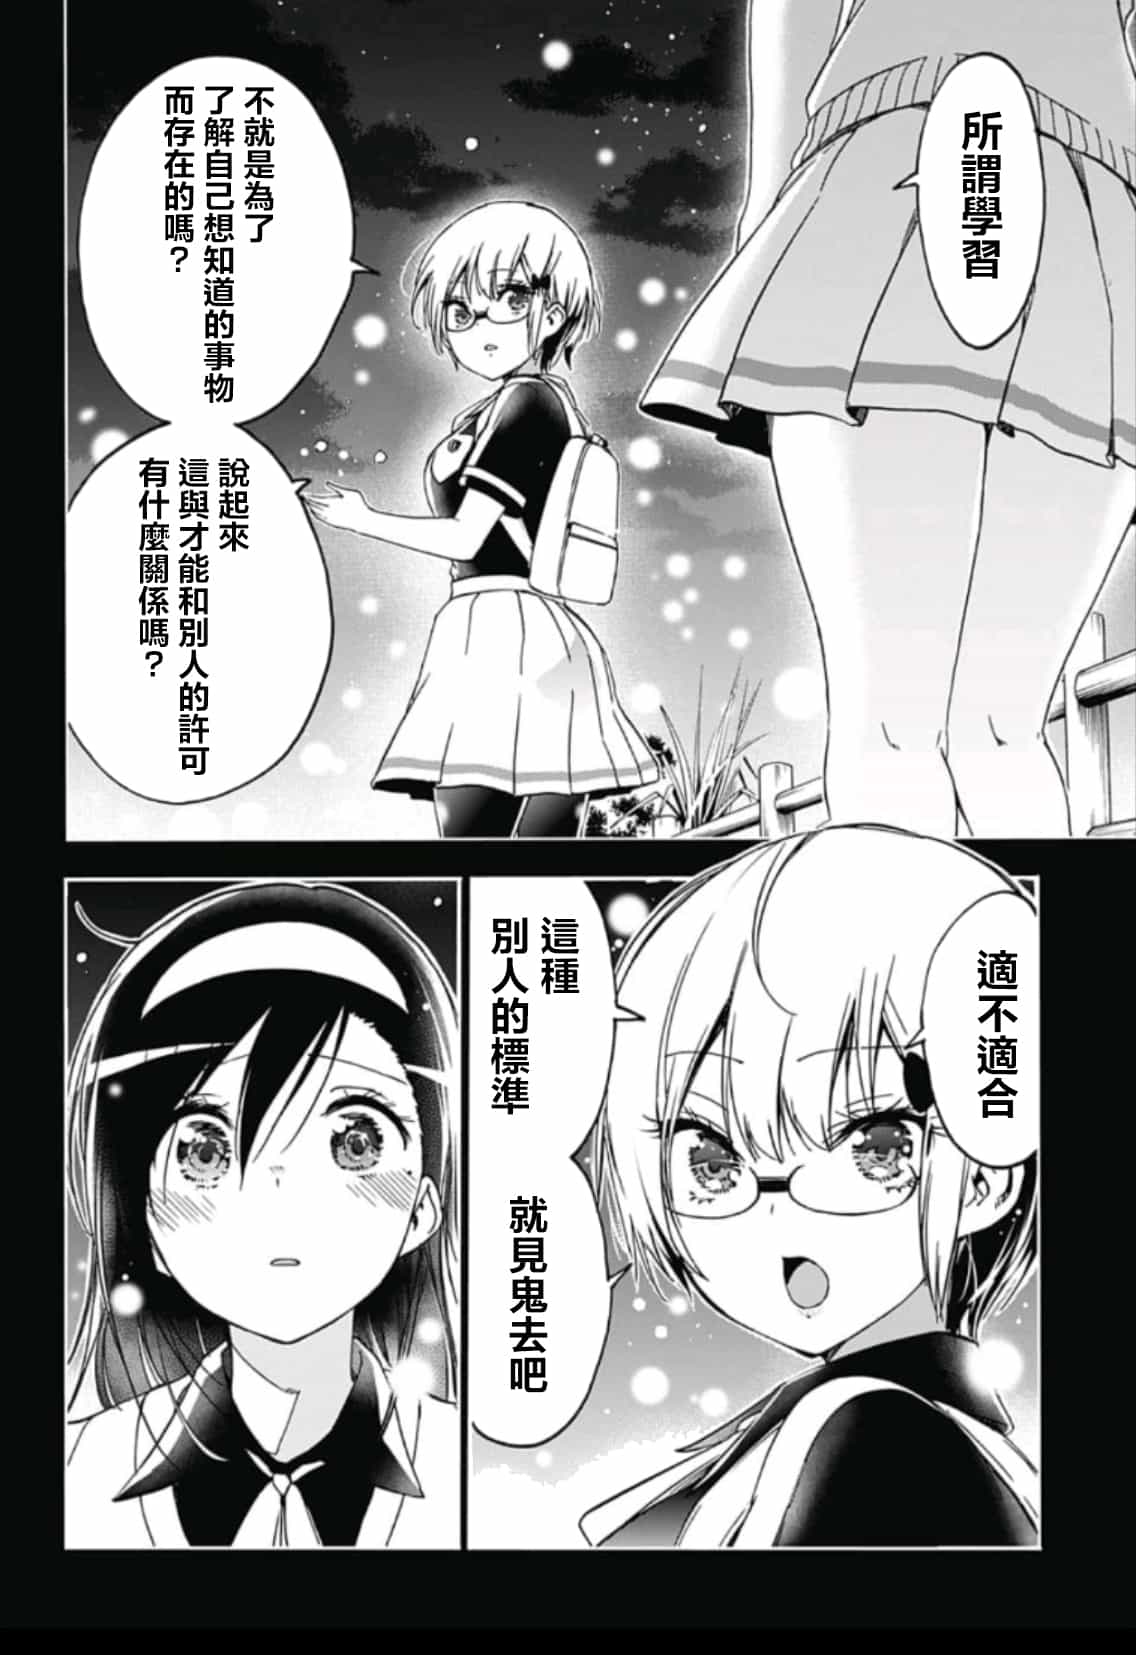 所謂學習
不就是為了
了解自己想知道的事物
而存在的嗎？
說起來
這與才能和別人的許可
有什麼關係嗎？
適不適合
這種
別人的標準
就見鬼去吧